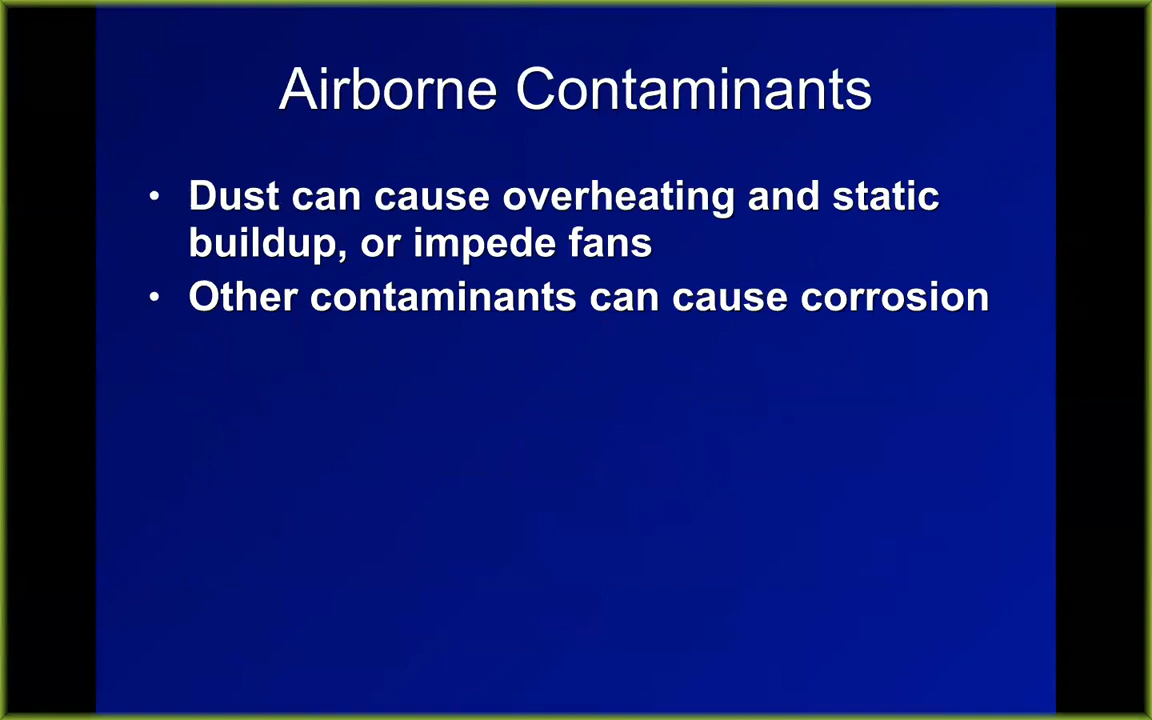 Airborne Contaminants
• Dust can cause overheating and static
buildup, or impede fans
• Other contaminants can cause corrosion